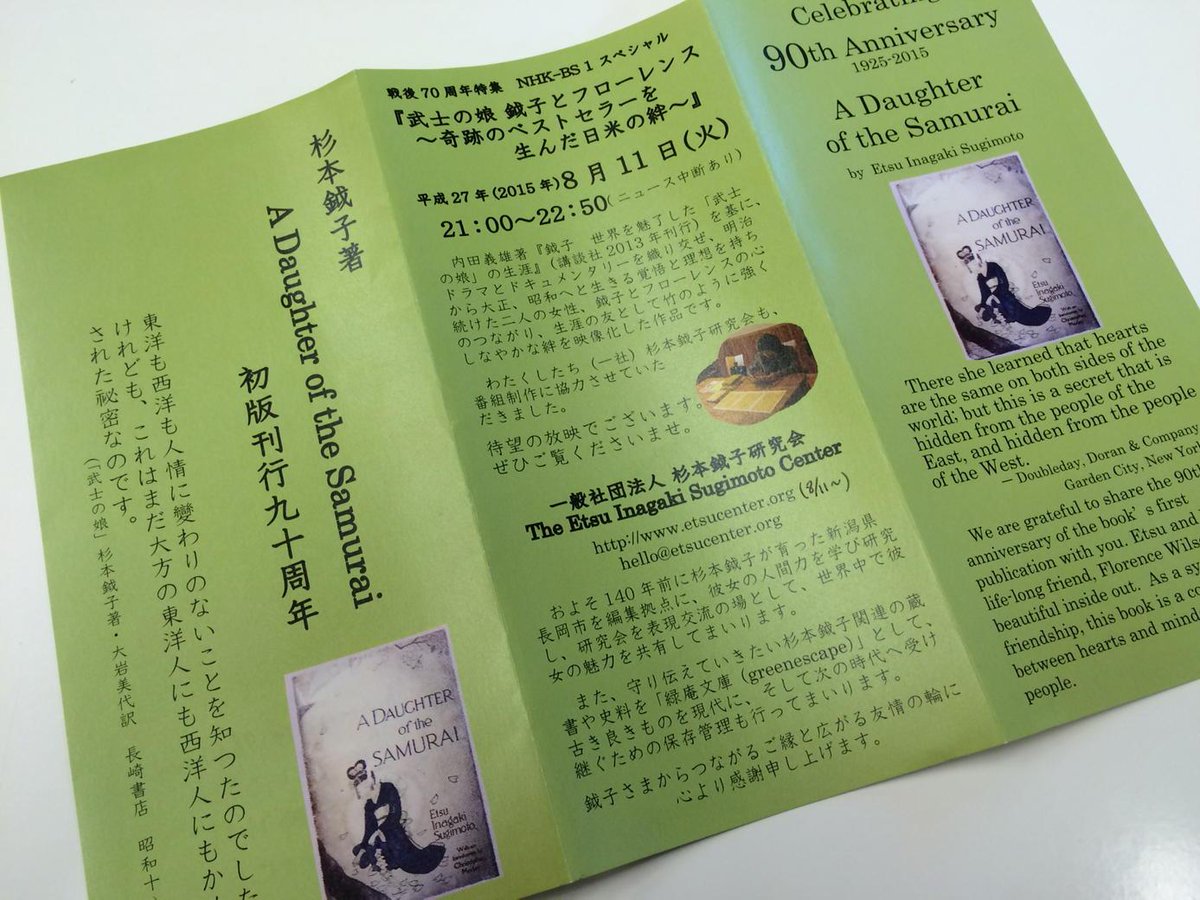 杉本鉞子著
A Daughter of the Samurai
初版刊行九十周年
東洋も西洋も人情に変わりのないことを知つたのでした
けれども、これはまだ大方の東洋人にも西洋人にもか
された秘密なのです。
(「武士の娘」杉本鉞子著・大岩美代訳 長崎書店 昭和十
A DAUGHTER
of the
SAMURAI
Etsu
Inagaki
Sugimoto
With an
Introduction by
Christopher
Morley
戦後70周年特集 NHK-BS1スペシャル
『武士の娘 鉞子とフローレンス
～奇跡のベストセラーを
生んだ日米の絆～』
平成27年(2015年)8月11日(火)
21:00～22:50(ニュース中断あり)
内田義雄著『鉞子 世界を魅了した「武士
の娘」の生涯』(講談社2013年刊行)を基に、
ドラマとドキュメンタリーを織り交ぜ、明治
から大正、昭和へと生きる覚悟と理想を持ち
続けた二人の女性、鉞子とフローレンスの心
のつながり、生涯の友として竹のように強く
しなやかな絆を映像化した作品です。
わたくしたち(一社)杉本鉞子研究会も、
番組制作に協力させていた
だきました。
待望の放映でございます。
ぜひご覧くださいませ。
一般社団法人 杉本鉞子研究会
The Etsu Inagaki Sugimoto Center
http://www.etsucenter.org (8/11～)
hello@etsucenter.org
およそ140年前に杉本鉞子が育った新潟県
長岡市を編集拠点に、彼女の人間力を学び研究
し、研究会を表現交流の場として、世界中で彼
女の魅力を共有してまいります。
また、守り伝えていきたい杉本鉞子関連の蔵
書や史料を「緑庵文庫(greenescape)」として、
古き良きものを現代に、そして次の時代へ受け
継ぐための保存管理も行ってまいります。
鉞子さまからつながるご縁と広がる友情の輪に
心より感謝申し上げます。
Celebrating
90th Anniversary
1925-2015
A Daughter
of the Samurai
by Etsu Inagaki Sugimoto
A DAUGHTER
of the
SAMURAI
Etsu
Inagaki
Sugimoto
There she learned that hearts
are the same on both sides of the
world; but this is a secret that is
hidden from the people of the
East, and hidden from the people
of the West.
— Doubleday, Doran & Company
Garden City, New York
We are grateful to share the 90th
anniversary of the book's first
publication with you. Etsu and
life-long friend, Florence Wils
beautiful inside out. As a sy
friendship, this book is a co
between hearts and mind
people.